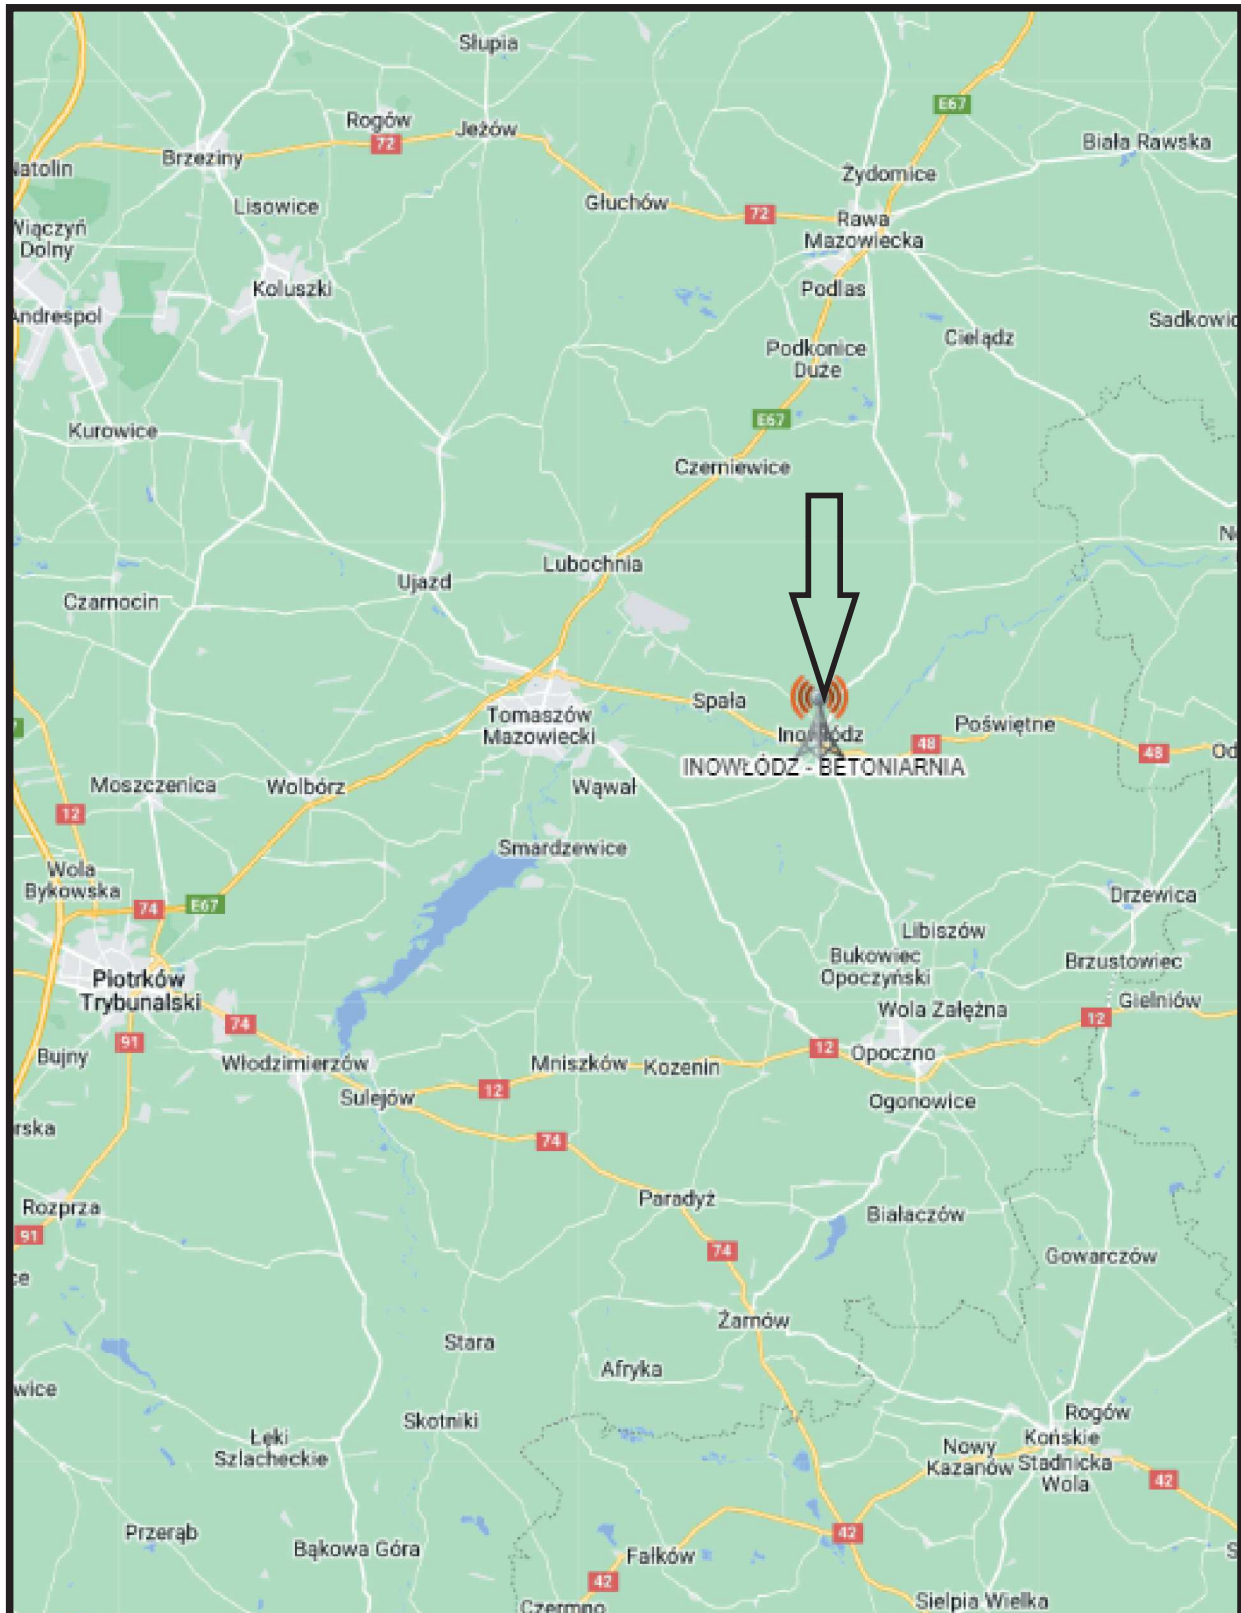 Słupia
E67
Rogów
72
Jeżów
Biała Rawska
Brzeziny
Natolin
Żydomice
Lisowice
Głuchów
72
Rawa
Mazowiecka
Wiączyń
Dolny
Koluszki
Podlas
Andrespol
Sadkowic
Cielądz
Podkonice
Duże
E67
Kurowice
Czerniewice
Lubochnia
Ujazd
Czarnocin
Spała
Tomaszów
Mazowiecki
Poświętne
48
48
INOWŁÓDZ - BETONIARNIA
Moszczenica
Wolbórz
Wąwał
12
Smardzewice
Wola
Bykowska
74
E67
Drzewica
Libiszów
Bukowiec
Opoczyński
Brzustowiec
Piotrków
Trybunalski
Wola Załężna
Gielniów
12
74
91
Bujny
Włodzimierzów
Mniszków
Kozenin
12
Opoczno
12
Sulejów
Ogonowice
rska
74
Rozprza
Paradyż
Białaczów
91
74
Gowarczów
ce
Żarnów
Stara
Afryka
wice
Skotniki
Rogów
Łęki
Szlacheckie
Nowy
Kazanów
Końskie
Stadnicka
Wola
42
Przerąb
Bąkowa Góra
42
Fałków
42
Czermno
Sielpia Wielka